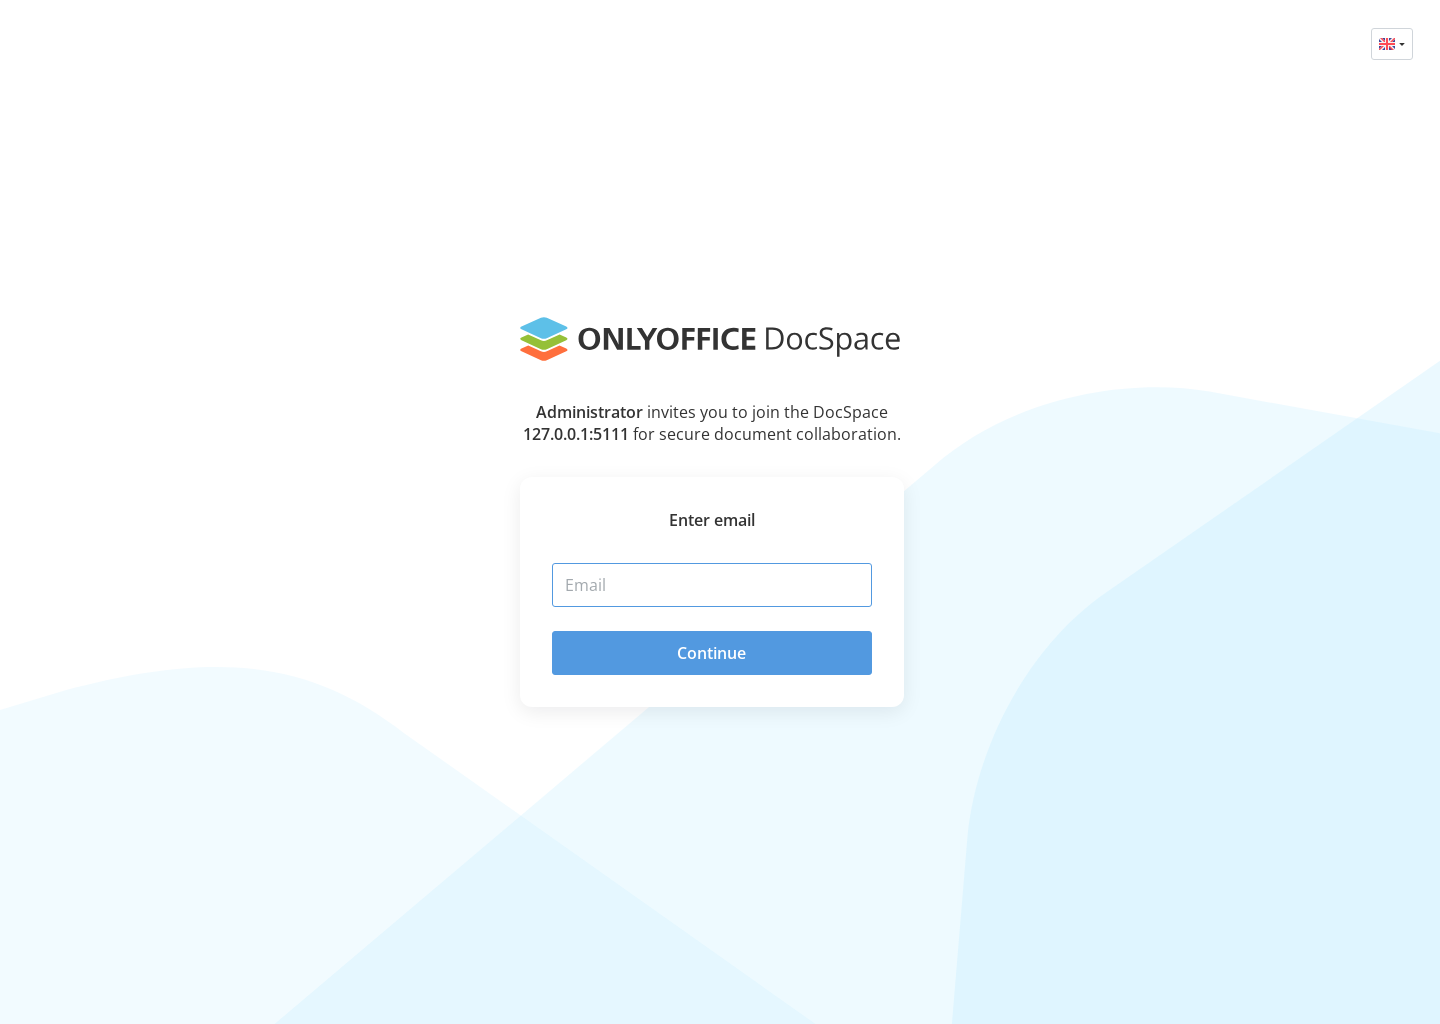 ONLYOFFICE DocSpace
Administrator invites you to join the DocSpace
127.0.0.1:5111 for secure document collaboration.
Enter email
Email
Continue